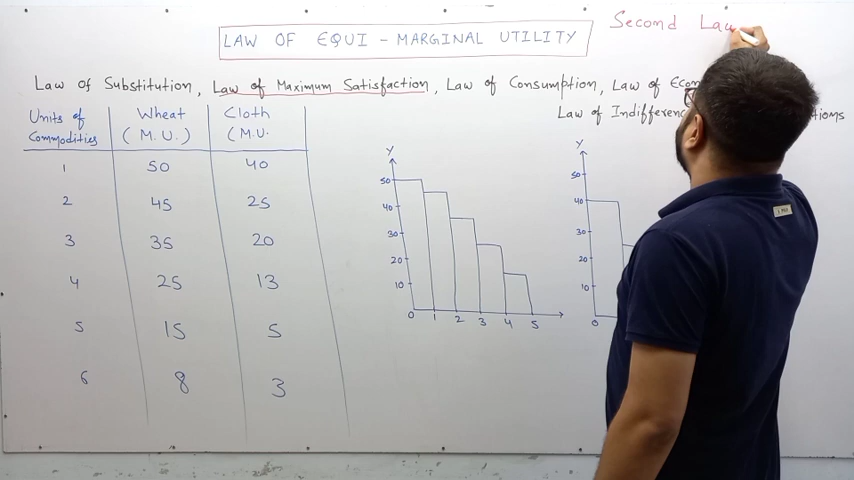 Second Law
LAW OF EQUI - MARGINAL UTILITY
Law of Substitution, Law of Maximum Satisfaction, Law of Consumption, Law of Econ
Law of Indifferenc
Units of Commodities Wheat (M.U.) Cloth (M.U.
1 50 40
2 45 25
3 35 20
4 25 13
5 15 5
6 8 3
Y
50
40
30
20
10
0 1 2 3 4 5
Y
50
40
30
20
10
0